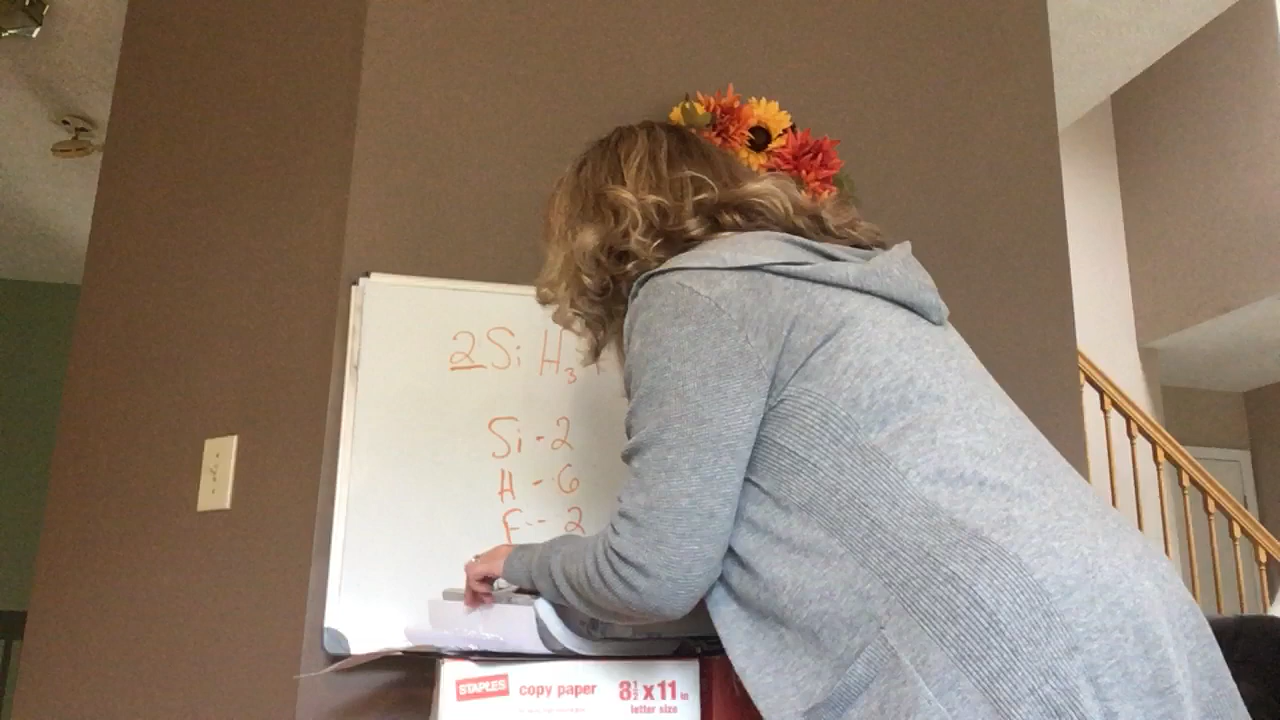 2Si H3 +
Si - 2
H - 6
F - 2
STAPLES copy paper 8½ x 11 in
letter size